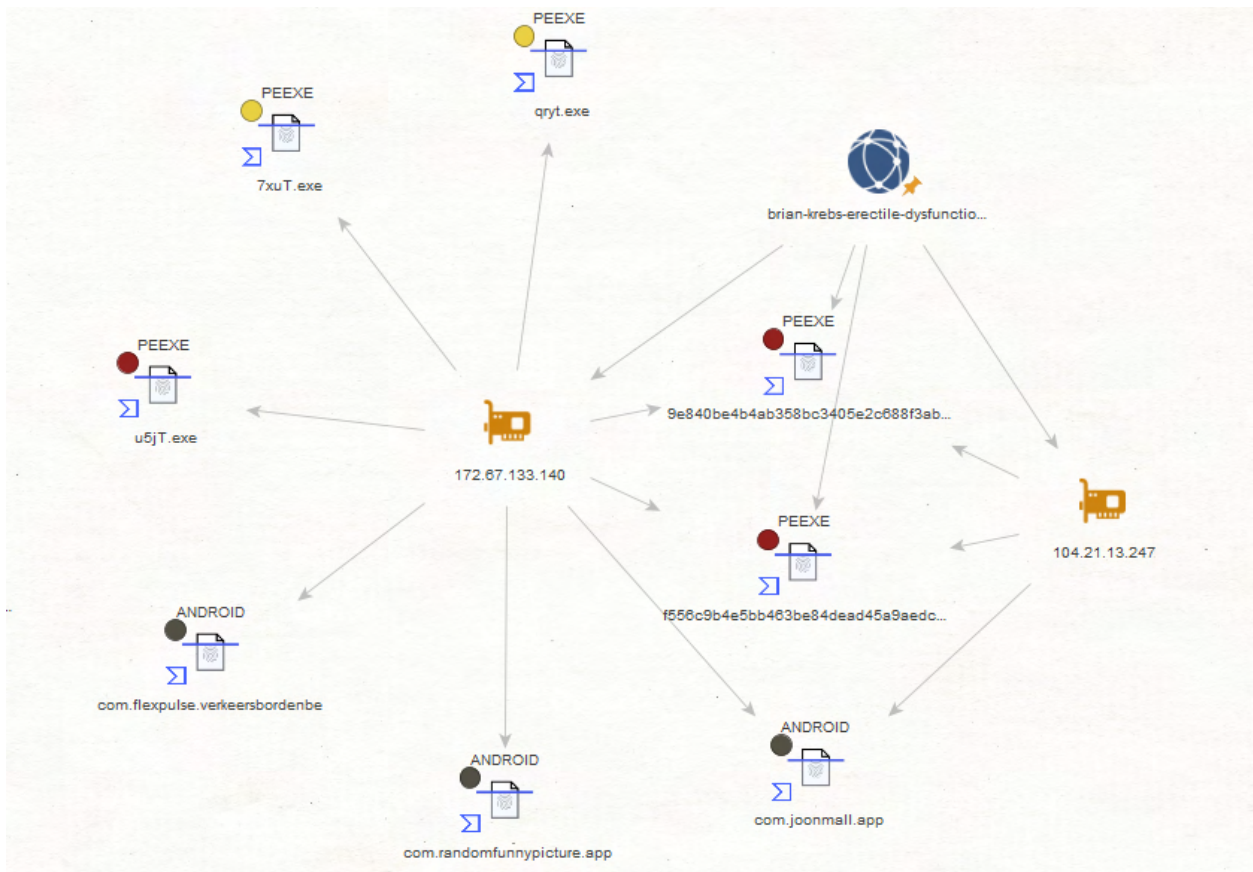 PEEXE
qryt.exe
PEEXE
7xuT.exe
brian-krebs-erectile-dysfunctio...
PEEXE
9e840be4b4ab358bc3405e2c688f3ab...
PEEXE
u5jT.exe
172.67.133.140
PEEXE
f556c9b4e5bb463be84dead45a9aedc...
104.21.13.247
ANDROID
com.flexpulse.verkeersbordenbe
ANDROID
com.joonmall.app
ANDROID
com.randomfunnypicture.app